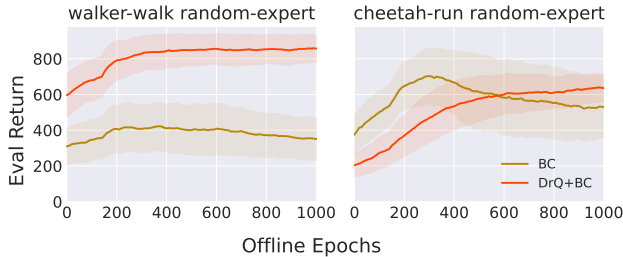 walker-walk random-expert
cheetah-run random-expert
Eval Return
800
600
400
200
0
0 200 400 600 800 1000
0 200 400 600 800 1000
BC
DrQ+BC
Offline Epochs